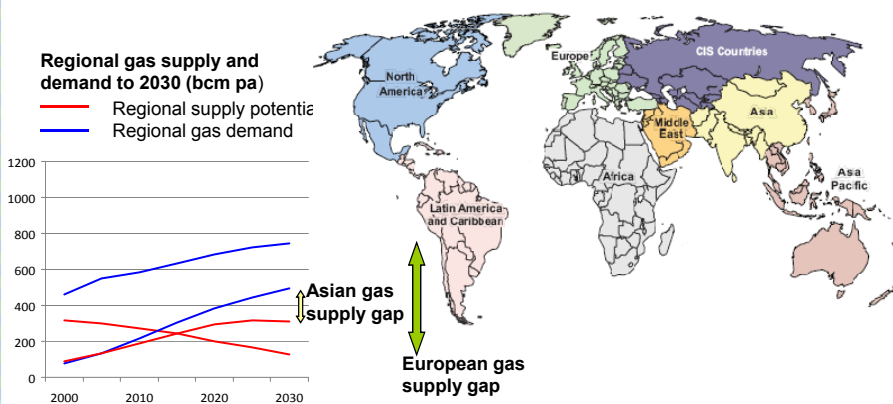 Regional gas supply and
demand to 2030 (bcm pa)
Regional supply potentia
Regional gas demand
1200
1000
800
600
400
200
0
2000
2010
2020
2030
Asian gas
supply gap
European gas
supply gap
North
America
Europe
CIS Countries
Middle
East
Asia
Africa
Asia
Pacific
Latin America
and Caribbean